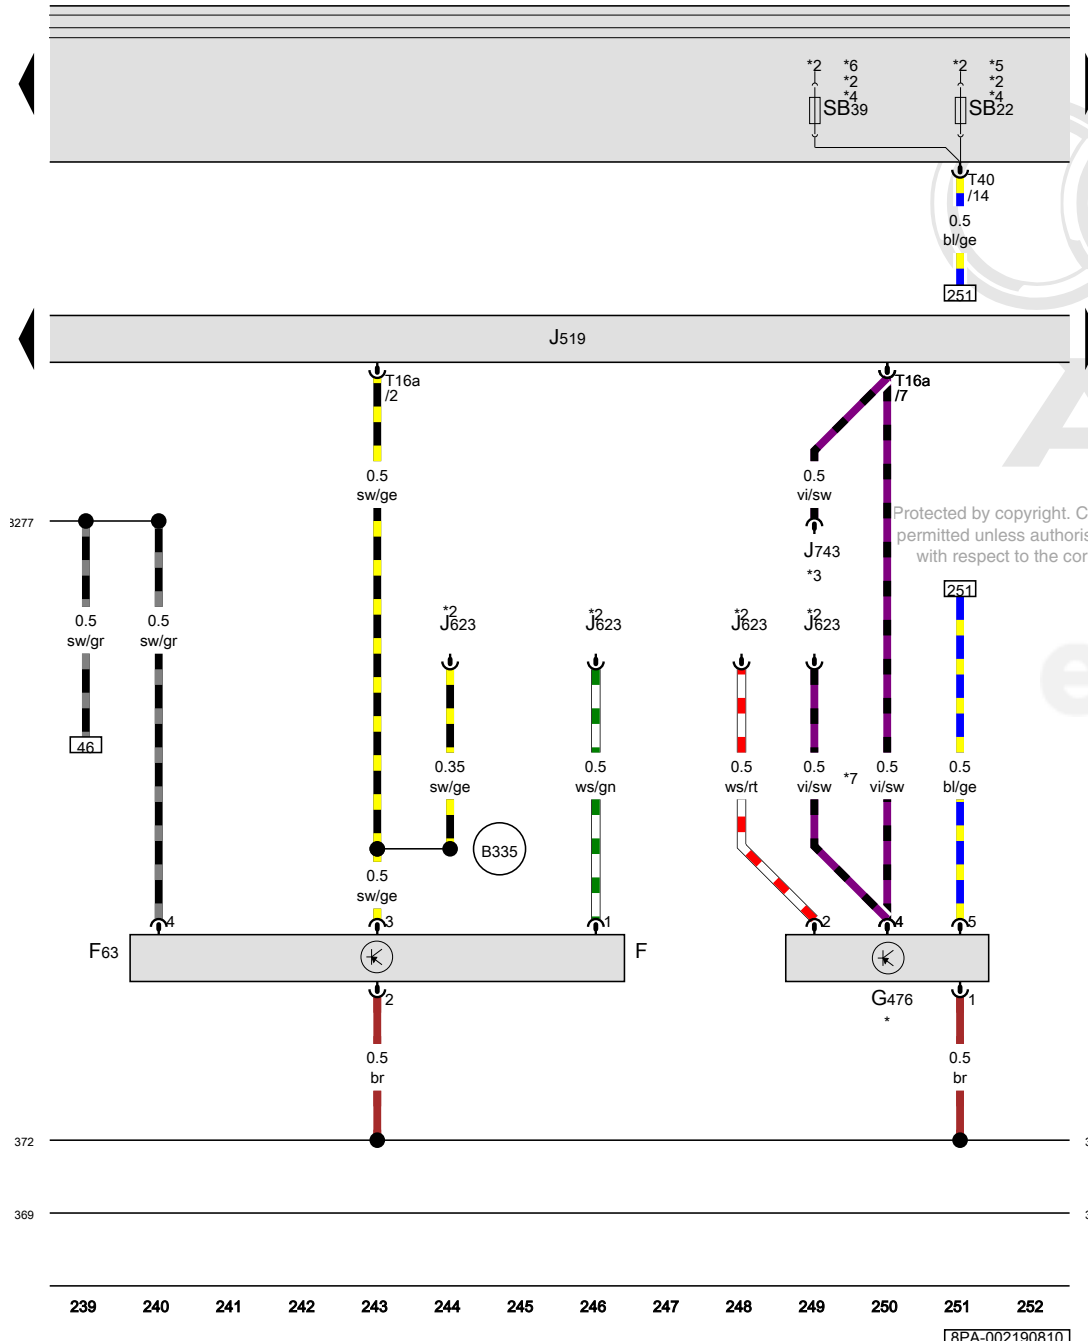 *2 *6 *2 *5
*2 *2
*4 *4
SB39 SB22
T40
/14
0.5
bl/ge
251
J519
T16a T16a
/2 /7
0.5 0.5
sw/ge vi/sw
Protected by copyright. C
permitted unless authoris
with respect to the cor
J743
*3
251
0.5 0.5
sw/gr sw/gr
*2 *2 *2 *2
J623 J623 J623 J623
46
0.35 0.5 0.5 0.5 *7 0.5 0.5
sw/ge ws/gn ws/rt vi/sw vi/sw bl/ge
B335
0.5
sw/ge
4 3 1 2 4 5
F63 F
2 G476 1
*
0.5 0.5
br br
372
369
239 240 241 242 243 244 245 246 247 248 249 250 251 252
8PA-002190810